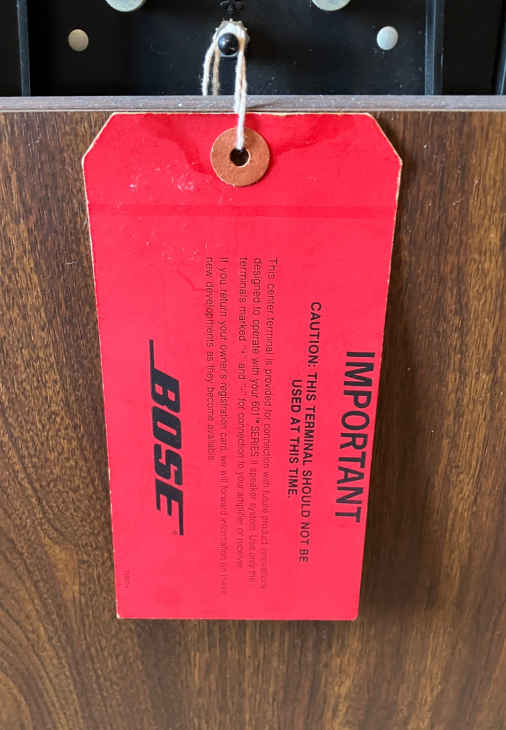 IMPORTANT
CAUTION: THIS TERMINAL SHOULD NOT BE
USED AT THIS TIME.
This center terminal is provided for connection with future product innovations
designed to operate with your 601™ SERIES II speaker system. Use only the
terminals marked "+" and "-" for connection to your amplifier or receiver.
If you return your owner's registration card, we will forward information on these
new developments as they become available.
BOSE